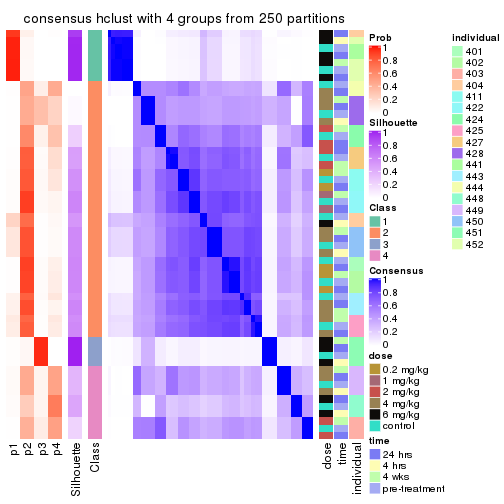 consensus hclust with 4 groups from 250 partitions
Prob
1
0.8
0.6
0.4
0.2
0
Silhouette
1
0.8
0.6
0.4
0.2
0
Class
1
2
3
4
Consensus
1
0.8
0.6
0.4
0.2
0
dose
0.2 mg/kg
1 mg/kg
2 mg/kg
4 mg/kg
6 mg/kg
control
time
24 hrs
4 hrs
4 wks
pre-treatment
individual
401
402
403
404
411
422
424
425
427
428
441
443
444
448
449
450
451
452
p1
p2
p3
p4
Silhouette
Class
dose
time
individual